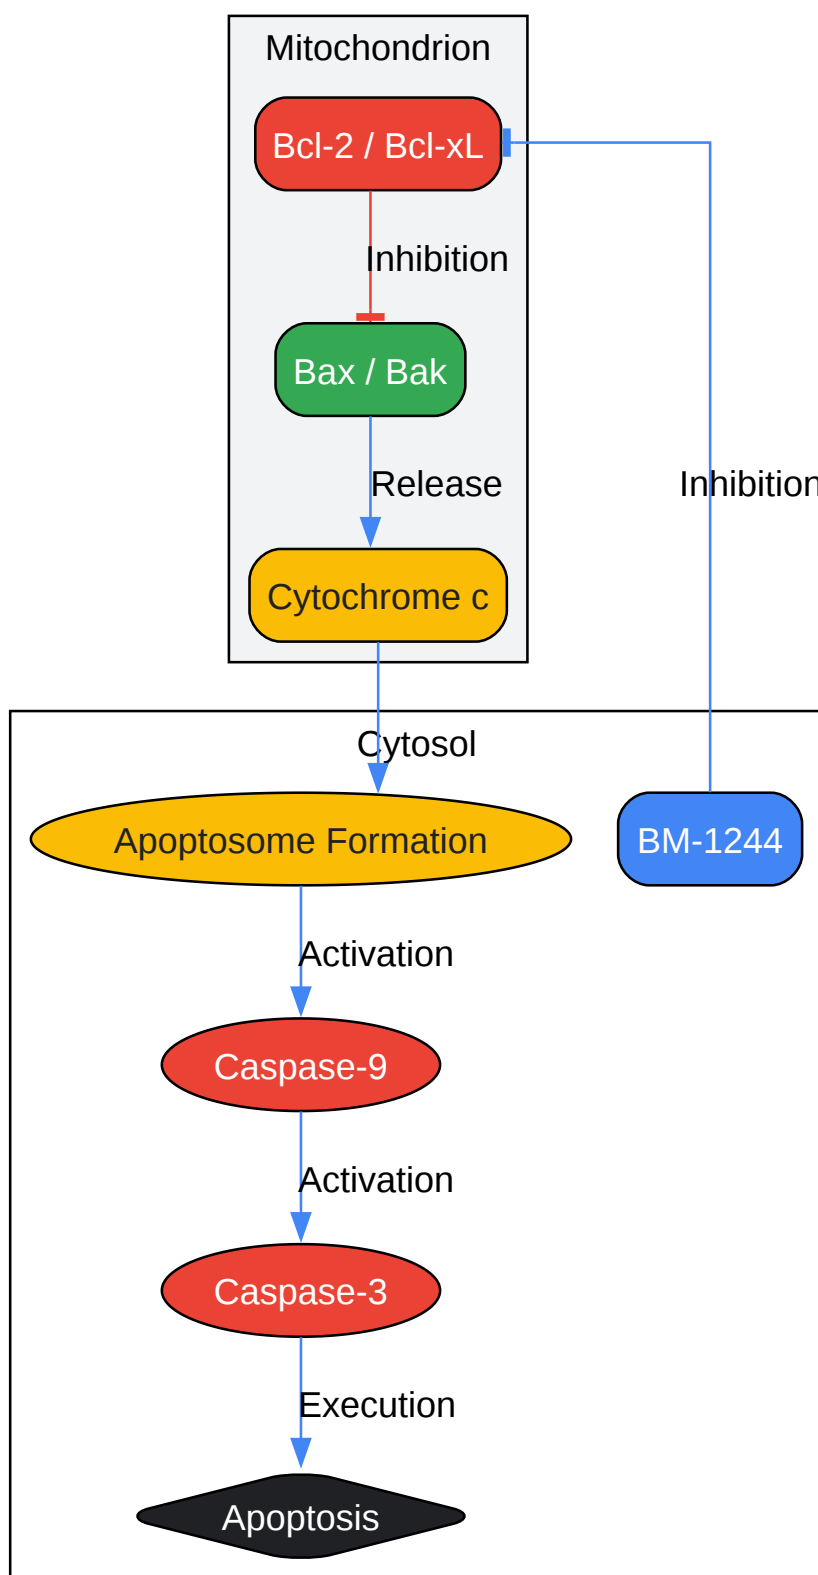 Mitochondrion
Bcl-2 / Bcl-xL
Inhibition
Bax / Bak
Release
Inhibition
Cytochrome c
Cytosol
Apoptosome Formation
BM-1244
Activation
Caspase-9
Activation
Caspase-3
Execution
Apoptosis